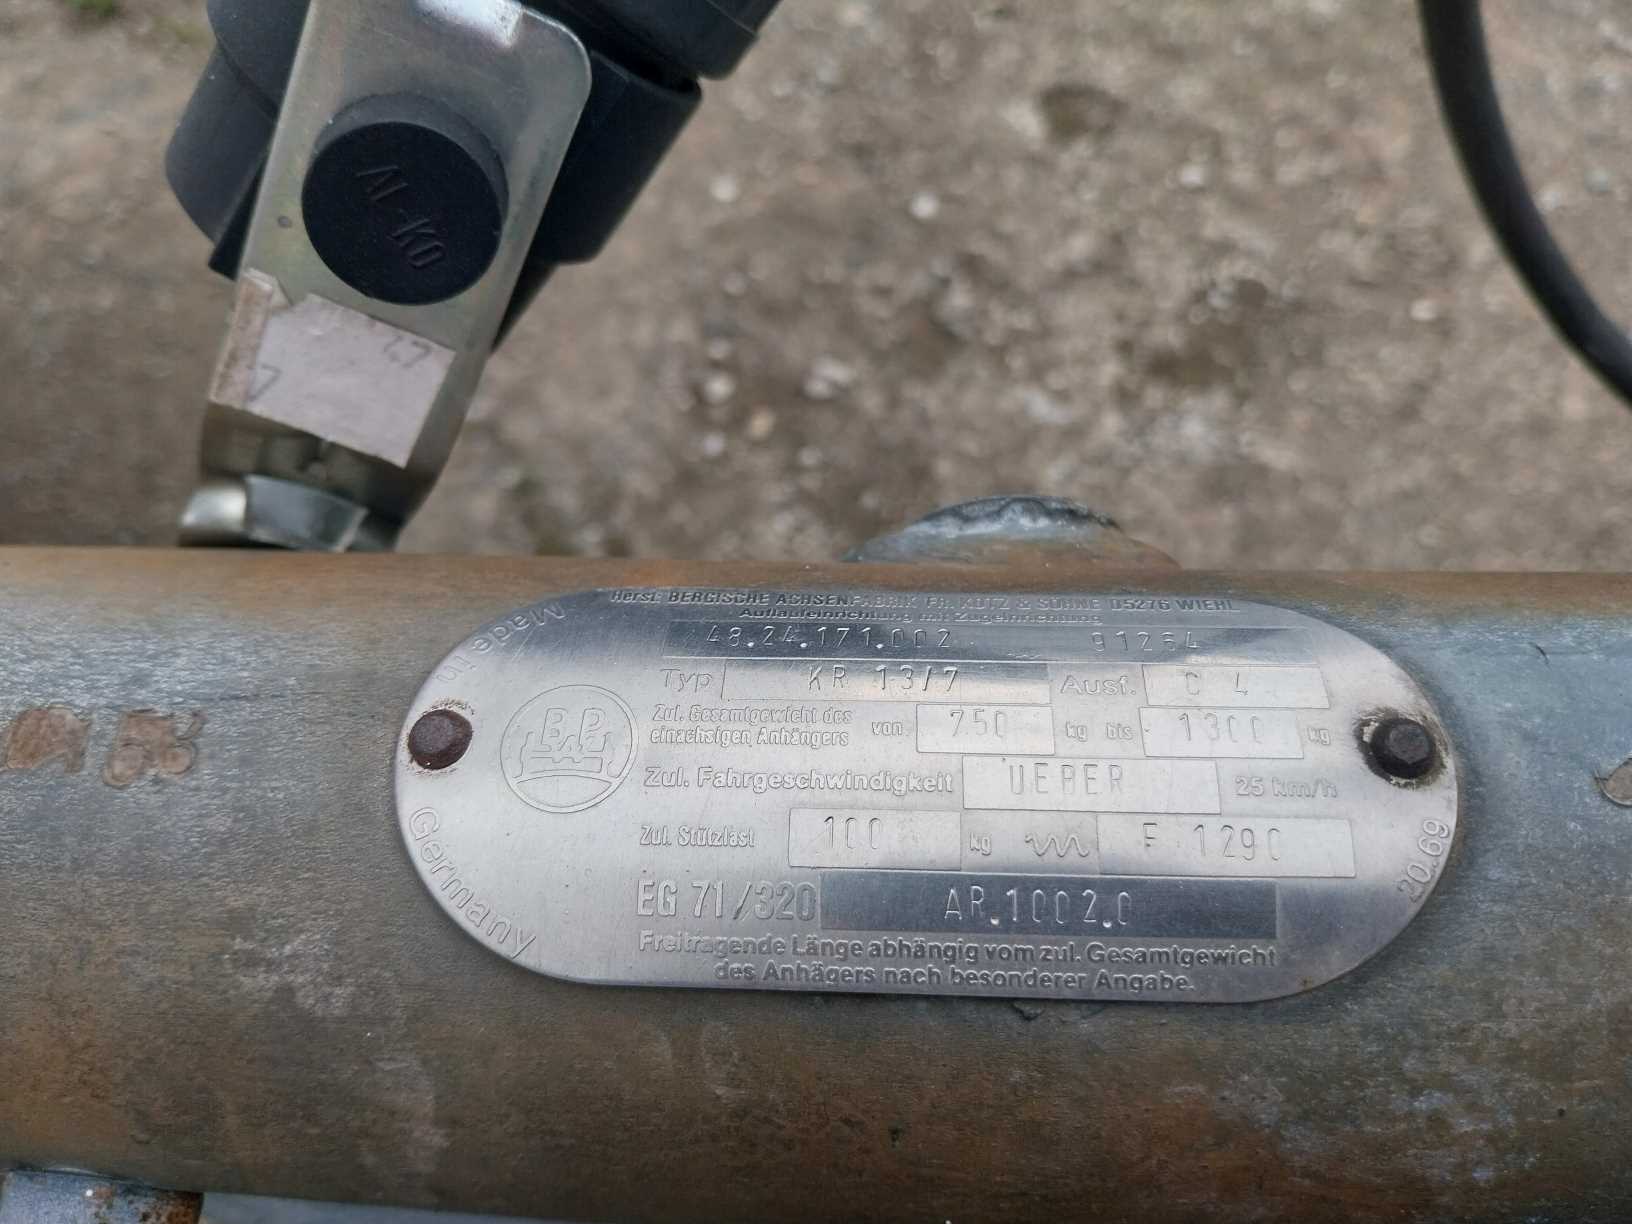 AL-KO
Herst. BERGISCHE ACHSENFABRIK FR. KOTZ & SÖHNE D5276 WIEHL
Auflaufeinrichtung mit Zugeinrichtung
48.24.171.002 91264
Typ KR 13/7 Ausf. C 4
Zul. Gesamtgewicht des
einachsigen Anhängers von 750 kg bis 1300 kg
BPW
Zul. Fahrgeschwindigkeit UEBER 25 km/h
Zul. Stützlast 100 kg F 1290
EG 71/320 AR.1002.0
Freitragende Länge abhängig vom zul. Gesamtgewicht
des Anhägers nach besonderer Angabe.
Made in
Germany
20.69